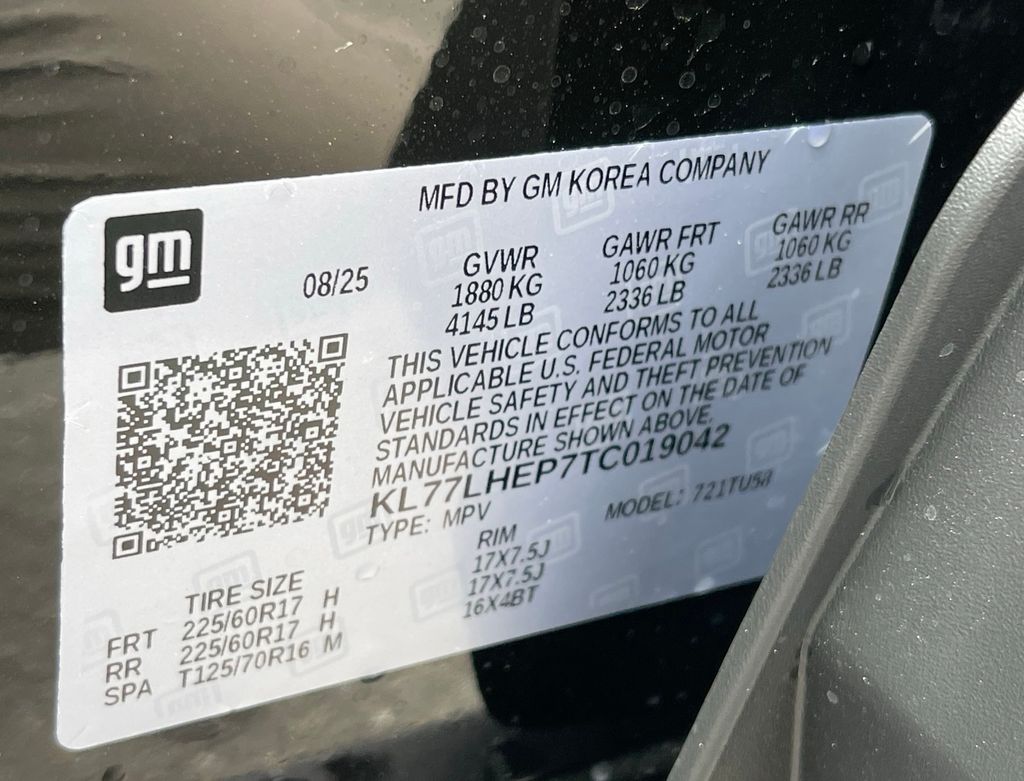 MFD BY GM KOREA COMPANY
gm
08/25
GVWR GAWR FRT GAWR RR
1880 KG 1060 KG 1060 KG
4145 LB 2336 LB 2336 LB
THIS VEHICLE CONFORMS TO ALL
APPLICABLE U.S. FEDERAL MOTOR
VEHICLE SAFETY AND THEFT PREVENTION
STANDARDS IN EFFECT ON THE DATE OF
MANUFACTURE SHOWN ABOVE.
KL77LHEP7TC019042
TYPE: MPV MODEL: 721TU58
TIRE SIZE RIM
FRT 225/60R17 H 17X7.5J
RR 225/60R17 H 17X7.5J
SPA T125/70R16 M 16X4BT